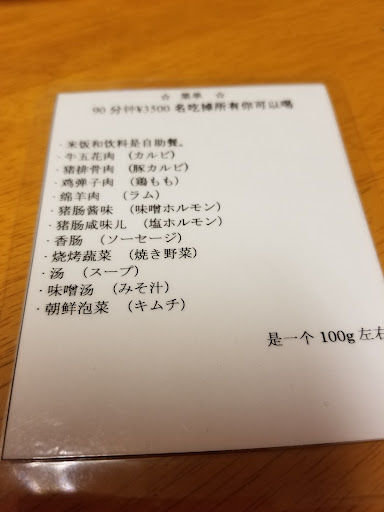 ☆ 菜单 ☆
90分钟¥3500 名吃掉所有你可以喝
·米饭和饮料是自助餐。
·牛五花肉 （カルビ）
·猪排骨肉 （豚カルビ）
·鸡弹子肉 （鶏もも）
·绵羊肉 （ラム）
·猪肠酱味 （味噌ホルモン）
·猪肠咸味儿 （塩ホルモン）
·香肠 （ソーセージ）
·烧烤蔬菜 （焼き野菜）
·汤 （スープ）
·味噌汤 （みそ汁）
·朝鲜泡菜 （キムチ）
是一个 100g 左右